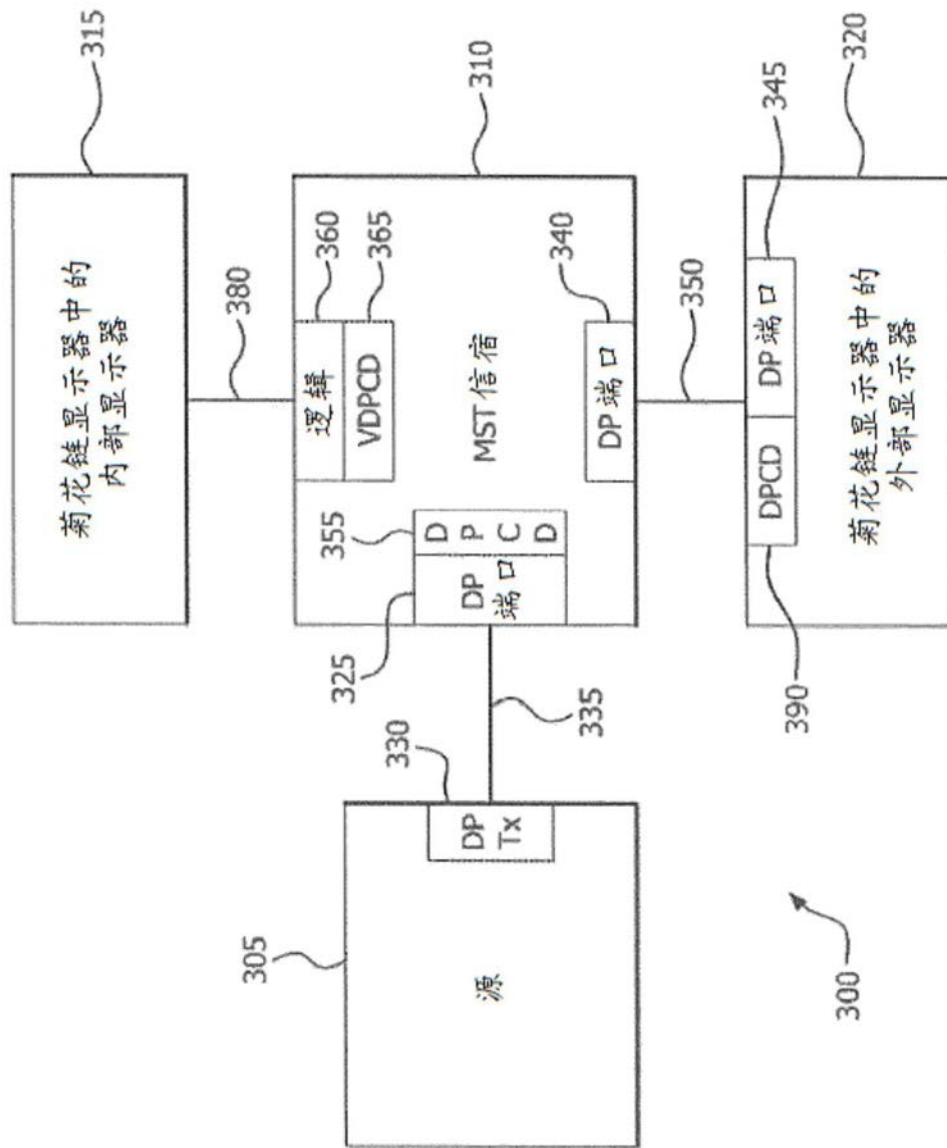 315
菊花链显示器中的
内部显示器
380
310
360
365
逻辑
VDPCD
MST信宿
340
DP端口
355
D
P
C
D
325
DP
端口
335
330
DP
Tx
305
源
300
350
345
320
DPCD
DP端口
390
菊花链显示器中的
外部显示器